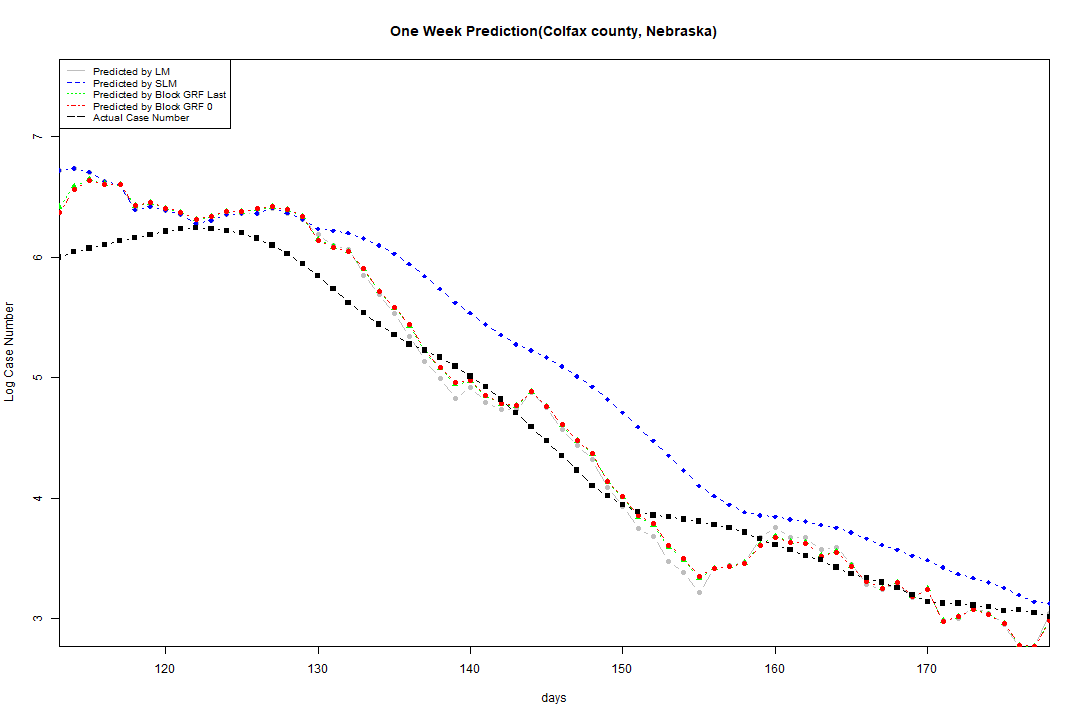 One Week Prediction(Colfax county, Nebraska)
Predicted by LM
Predicted by SLM
Predicted by Block GRF Last
Predicted by Block GRF 0
Actual Case Number
7
6
5
4
3
Log Case Number
120 130 140 150 160 170
days